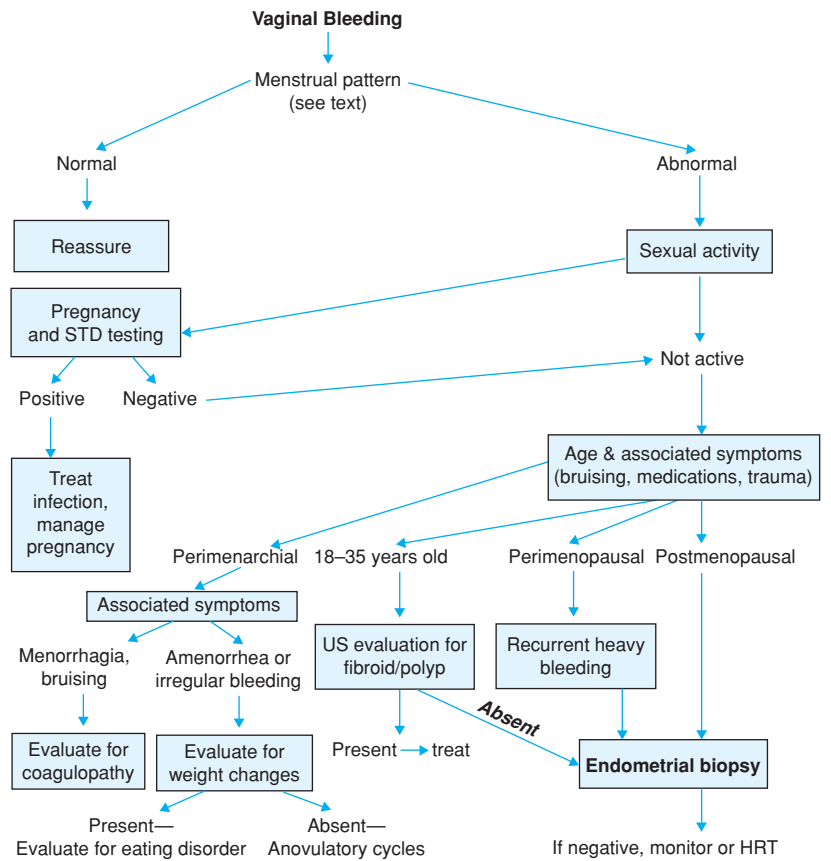 Vaginal Bleeding
Menstrual pattern
(see text)
Normal
Abnormal
Reassure
Sexual activity
Pregnancy
and STD testing
Not active
Positive
Negative
Treat
infection,
manage
pregnancy
Age & associated symptoms
(bruising, medications, trauma)
Perimenarchial
18–35 years old
Perimenopausal
Postmenopausal
Associated symptoms
Menorrhagia,
bruising
Amenorrhea or
irregular bleeding
US evaluation for
fibroid/polyp
Recurrent heavy
bleeding
Absent
Evaluate for
coagulopathy
Evaluate for
weight changes
Present
treat
Endometrial biopsy
Present—
Evaluate for eating disorder
Absent—
Anovulatory cycles
If negative, monitor or HRT